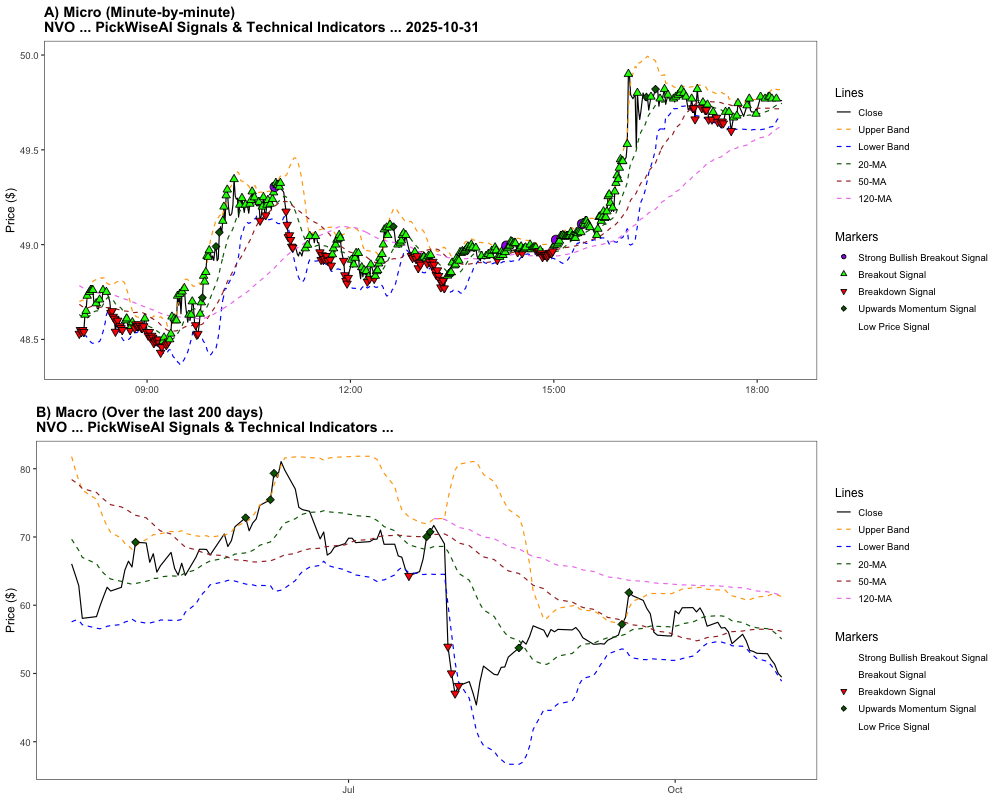 A) Micro (Minute-by-minute)
NVO ... PickWiseAI Signals & Technical Indicators ... 2025-10-31
Price ($)
50.0
49.5
49.0
48.5
09:00
12:00
15:00
18:00
Lines
Close
Upper Band
Lower Band
20-MA
50-MA
120-MA
Markers
Strong Bullish Breakout Signal
Breakout Signal
Breakdown Signal
Upwards Momentum Signal
Low Price Signal
B) Macro (Over the last 200 days)
NVO ... PickWiseAI Signals & Technical Indicators ...
Price ($)
80
70
60
50
40
Jul
Oct
Lines
Close
Upper Band
Lower Band
20-MA
50-MA
120-MA
Markers
Strong Bullish Breakout Signal
Breakout Signal
Breakdown Signal
Upwards Momentum Signal
Low Price Signal